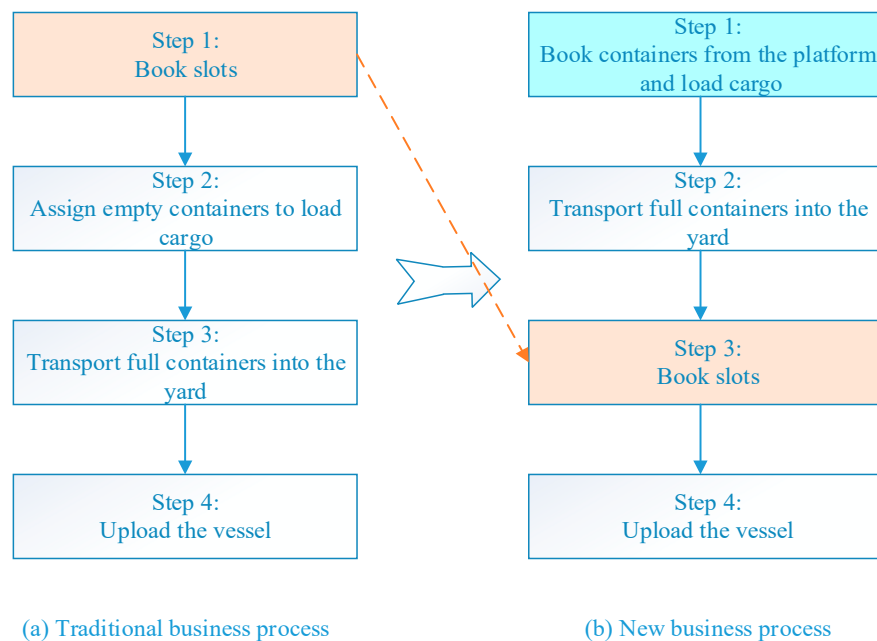 Step 1:
Book slots
Step 2:
Assign empty containers to load
cargo
Step 3:
Transport full containers into the
yard
Step 4:
Upload the vessel
(a) Traditional business process
Step 1:
Book containers from the platform
and load cargo
Step 2:
Transport full containers into the
yard
Step 3:
Book slots
Step 4:
Upload the vessel
(b) New business process